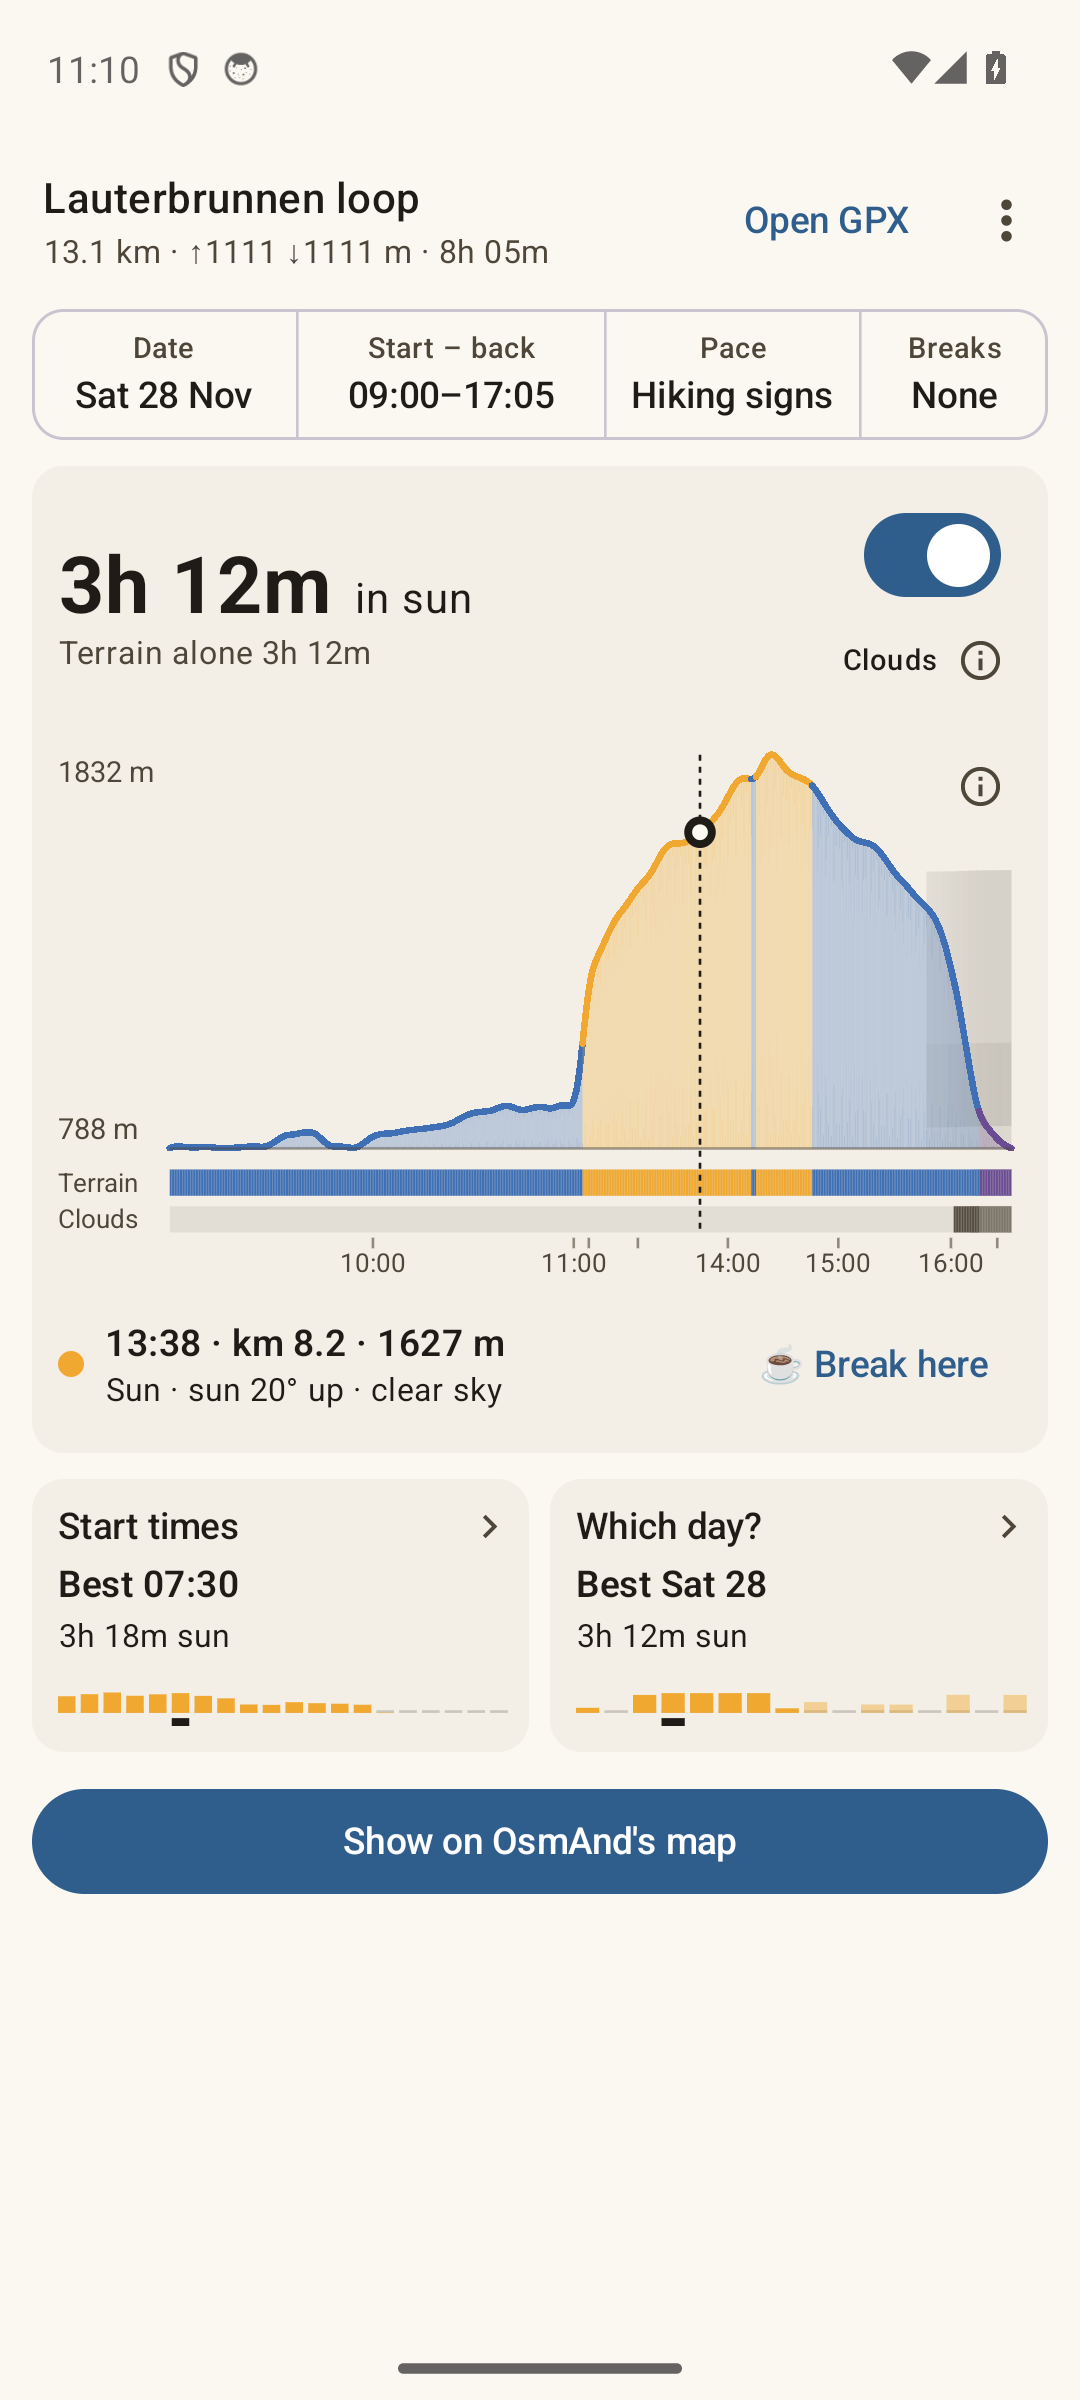 11:10
Lauterbrunnen loop
13.1 km · ↑1111 ↓1111 m · 8h 05m
Open GPX
Date
Sat 28 Nov
Start – back
09:00–17:05
Pace
Hiking signs
Breaks
None
3h 12m in sun
Terrain alone 3h 12m
Clouds
1832 m
788 m
Terrain
Clouds
10:00 11:00 14:00 15:00 16:00
13:38 · km 8.2 · 1627 m
Sun · sun 20° up · clear sky
☕ Break here
Start times
Best 07:30
3h 18m sun
Which day?
Best Sat 28
3h 12m sun
Show on OsmAnd's map